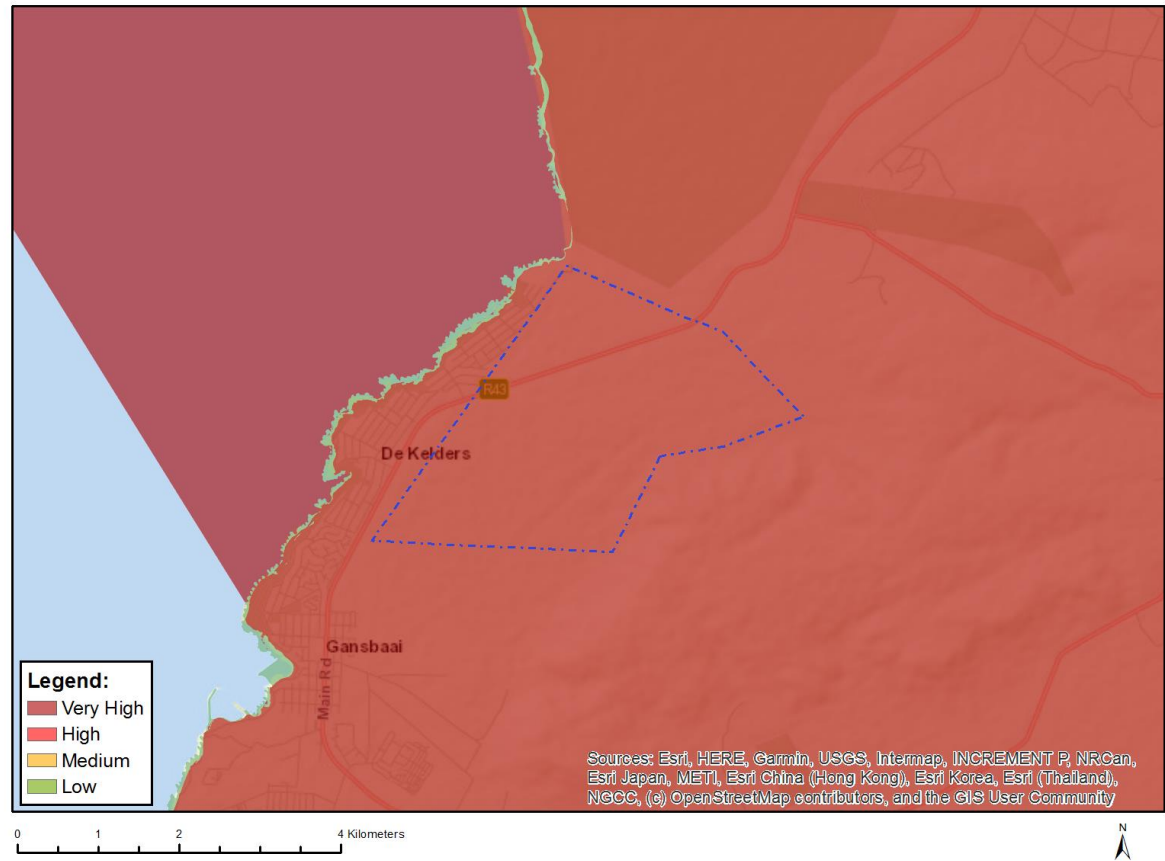 R43
De Kelders
Gansbaai
Main Rd
Legend:
Very High
High
Medium
Low
Sources: Esri, HERE, Garmin, USGS, Intermap, INCREMENT P, NRCan,
Esri Japan, METI, Esri China (Hong Kong), Esri Korea, Esri (Thailand),
NGCC, (c) OpenStreetMap contributors, and the GIS User Community
0 1 2 4 Kilometers
N